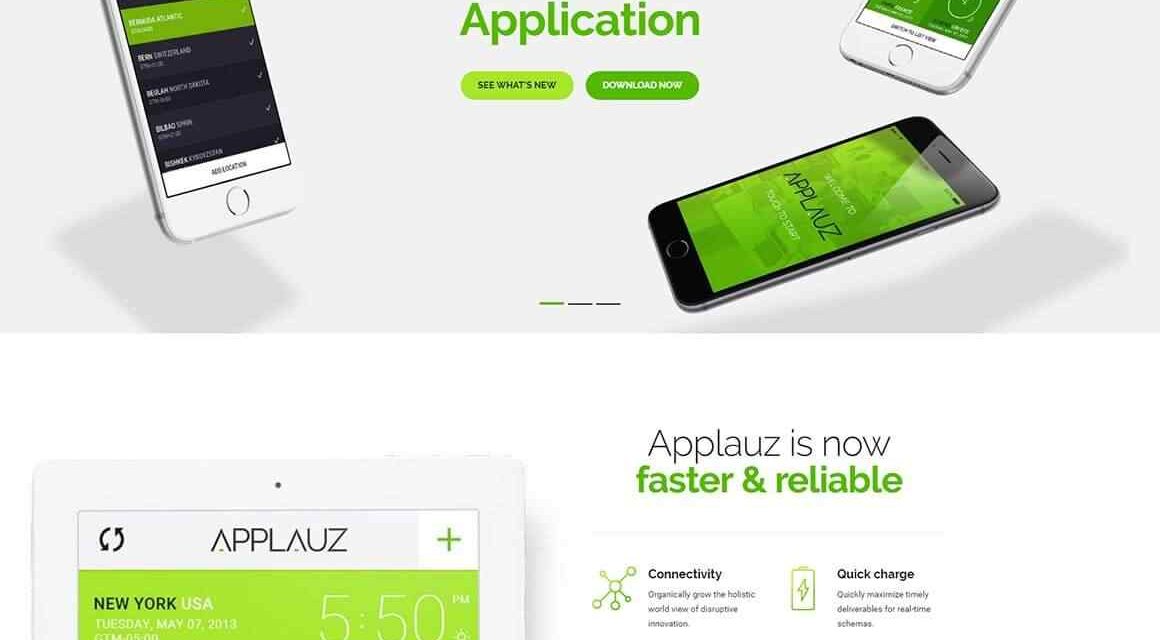 Application
SEE WHAT'S NEW
DOWNLOAD NOW
BERMUDA ATLANTIC
BERN SWITZERLAND
BEULAH NORTH DAKOTA
BILBAO SPAIN
BISHKEK KYRGYZSTAN
ADD LOCATION
SWITCH TO LIST VIEW
WELCOME TO
APPLAUZ
TOUCH TO START
Applauz is now
faster & reliable
APPLAUZ
NEW YORK USA
TUESDAY, MAY 07, 2013
GTM-05:00
5:50 PM
Connectivity
Organically grow the holistic
world view of disruptive
innovation.
Quick charge
Quickly maximize timely
deliverables for real-time
schemas.